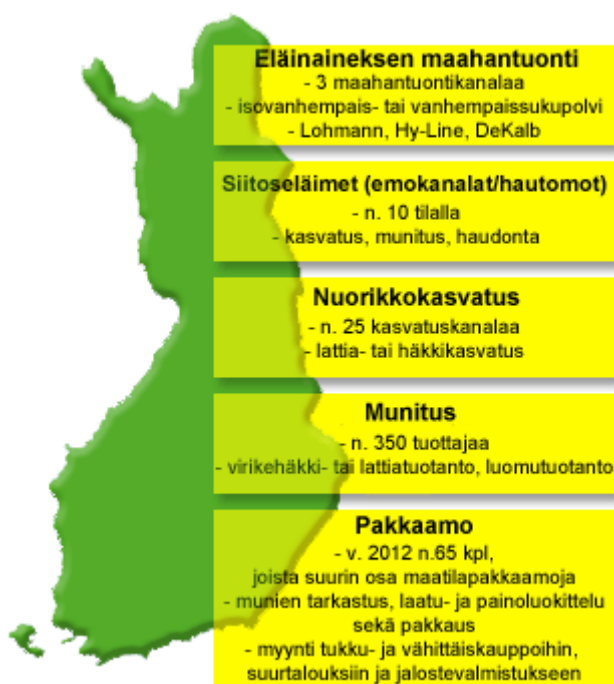 Eläinaineksen maahantuonti
- 3 maahantuontikanalaa
- isovanhempais- tai vanhempaissukupolvi
- Lohmann, Hy-Line, DeKalb
Siitoseläimet (emokanalat/hautomot)
- n. 10 tilalla
- kasvatus, munitus, haudonta
Nuorikkokasvatus
- n. 25 kasvatuskanalaa
- lattia- tai häkkikasvatus
Munitus
- n. 350 tuottajaa
- virikehäkki- tai lattiatuotanto, luomutuotanto
Pakkaamo
- v. 2012 n.65 kpl,
joista suurin osa maatilapakkaamoja
- munien tarkastus, laatu- ja painoluokittelu
sekä pakkaus
- myynti tukku- ja vähittäiskauppoihin,
suurtalouksiin ja jalostevalmistukseen